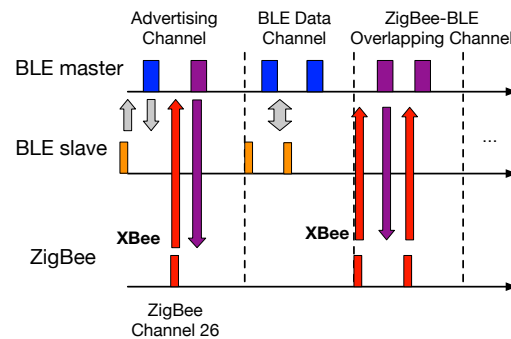 Advertising
Channel
BLE Data
Channel
ZigBee-BLE
Overlapping Channel
BLE master
BLE slave
...
XBee
XBee
ZigBee
ZigBee
Channel 26